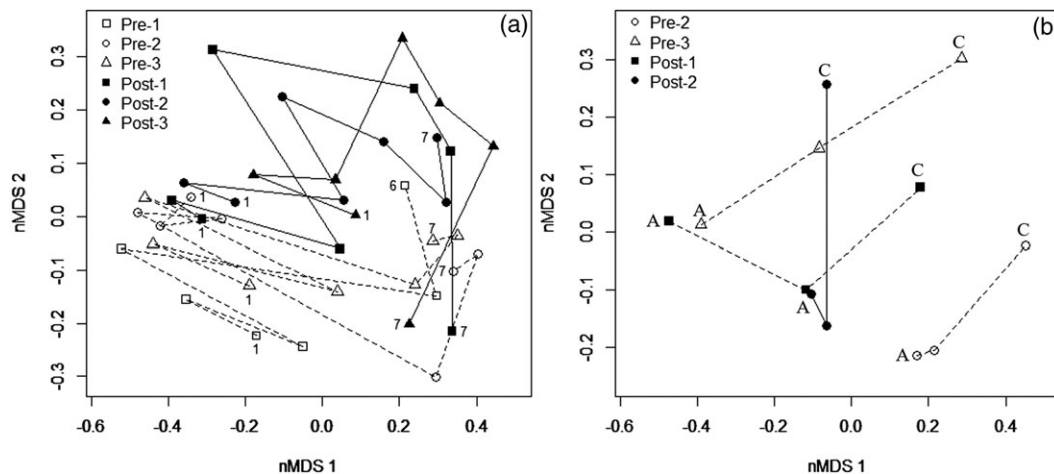 (a)
Pre-1
Pre-2
Pre-3
Post-1
Post-2
Post-3
nMDS 2
0.3
0.2
0.1
0.0
-0.1
-0.2
-0.3
7
6
1
1
1
1
7
7
1
1
7
7
-0.6 -0.4 -0.2 0.0 0.2 0.4 0.6
nMDS 1
(b)
Pre-2
Pre-3
Post-1
Post-2
nMDS 2
0.3
0.2
0.1
0.0
-0.1
-0.2
C
C
C
A
A
C
A
A
-0.6 -0.4 -0.2 0.0 0.2 0.4
nMDS 1